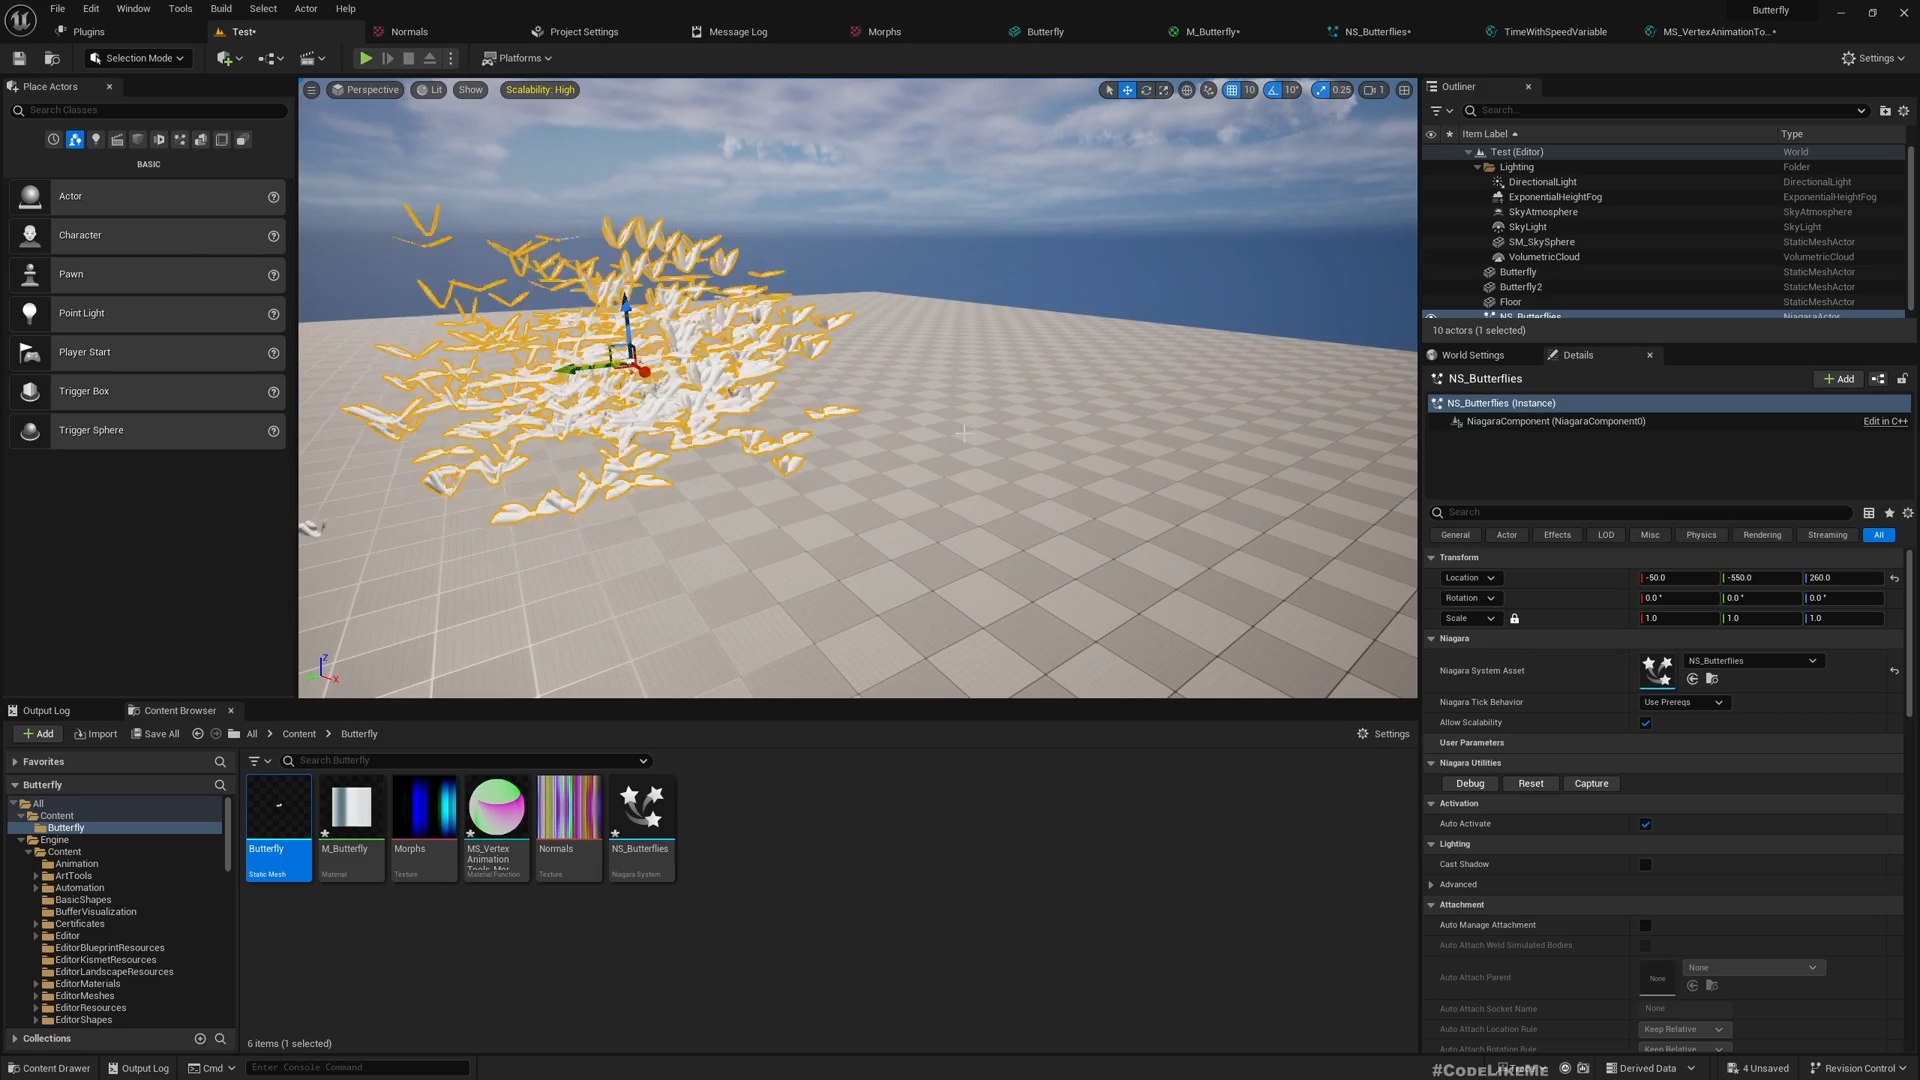 File Edit Window Tools Build Select Actor Help
Butterfly
Plugins
Test*
Normals
Project Settings
Message Log
Morphs
Butterfly
M_Butterfly*
NS_Butterflies*
TimeWithSpeedVariable
MS_VertexAnimationTo...*
Selection Mode
Platforms
Settings
Place Actors
Search Classes
BASIC
Actor
Character
Pawn
Point Light
Player Start
Trigger Box
Trigger Sphere
Perspective
Lit
Show
Scalability: High
10
10°
0.25
1
Z
X
Outliner
Search...
Item Label
Type
Test (Editor) World
Lighting Folder
DirectionalLight DirectionalLight
ExponentialHeightFog ExponentialHeightFog
SkyAtmosphere SkyAtmosphere
SkyLight SkyLight
SM_SkySphere StaticMeshActor
VolumetricCloud VolumetricCloud
Butterfly StaticMeshActor
Butterfly2 StaticMeshActor
Floor StaticMeshActor
NS_Butterflies NiagaraActor
10 actors (1 selected)
World Settings
Details
NS_Butterflies
Add
NS_Butterflies (Instance)
NiagaraComponent (NiagaraComponent0)
Edit in C++
Search
General
Actor
Effects
LOD
Misc
Physics
Rendering
Streaming
All
Transform
Location -50.0 -550.0 260.0
Rotation 0.0 ° 0.0 ° 0.0 °
Scale 1.0 1.0 1.0
Niagara
Niagara System Asset
NS_Butterflies
Niagara Tick Behavior Use Prereqs
Allow Scalability
User Parameters
Niagara Utilities
Debug
Reset
Capture
Activation
Auto Activate
Lighting
Cast Shadow
Advanced
Attachment
Auto Manage Attachment
Auto Attach Weld Simulated Bodies
Auto Attach Parent
None
None
Auto Attach Socket Name None
Auto Attach Location Rule Keep Relative
Auto Attach Rotation Rule Keep Relative
Output Log
Content Browser
Add
Import
Save All
All
Content
Butterfly
Settings
Favorites
Butterfly
All
Content
Butterfly
Engine
Content
Animation
ArtTools
Automation
BasicShapes
BufferVisualization
Certificates
Editor
EditorBlueprintResources
EditorKismetResources
EditorLandscapeResources
EditorMaterials
EditorMeshes
EditorResources
EditorShapes
Collections
Search Butterfly
Butterfly
Static Mesh
M_Butterfly
Material
Morphs
Texture
MS_Vertex
Animation
Tools_Mor
Material Function
Normals
Texture
NS_Butterflies
Niagara System
6 items (1 selected)
Content Drawer
Output Log
Cmd
Enter Console Command
#CodeLikeMe
Derived Data
4 Unsaved
Revision Control